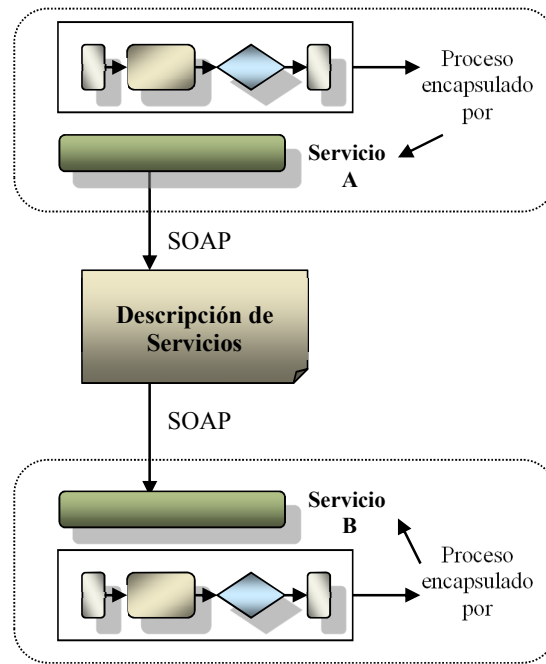 Proceso
encapsulado
por
Servicio
A
SOAP
Descripción de
Servicios
SOAP
Servicio
B
Proceso
encapsulado
por